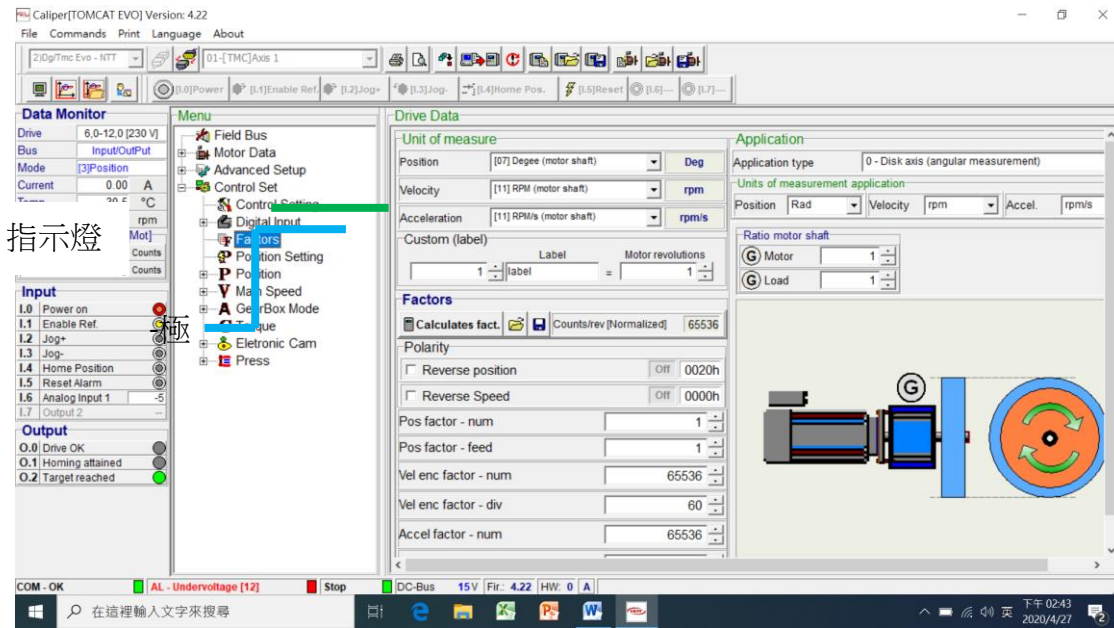 Caliper[TOMCAT EVO] Version: 4.22
File Commands Print Language About
2)Dg/Tmc Evo - NTT 01-[TMC]Axis 1
[I.0]Power [I.1]Enable Ref. [I.2]Jog+ [I.3]Jog- [I.4]Home Pos. [I.5]Reset [I.6]--- [I.7]---
Data Monitor
Drive 6,0-12,0 [230 V]
Bus Input/OutPut
Mode [3]Position
Current 0.00 A
°C
rpm
Mot]
Counts
Counts
指示燈
Input
I.0 Power on
I.1 Enable Ref.
I.2 Jog+
I.3 Jog-
I.4 Home Position
I.5 Reset Alarm
I.6 Analog Input 1 -5
I.7 Output 2 --
Output
O.0 Drive OK
O.1 Homing attained
O.2 Target reached
Menu
Field Bus
Motor Data
Advanced Setup
Control Set
Control Setting
Digital Input
Factors
Position Setting
Position
Main Speed
GearBox Mode
Torque
Eletronic Cam
Press
-極
Drive Data
Unit of measure
Position [07] Degee (motor shaft) Deg
Velocity [11] RPM (motor shaft) rpm
Acceleration [11] RPM/s (motor shaft) rpm/s
Custom (label)
Label Motor revolutions
1 label = 1
Factors
Calculates fact. Counts/rev [Normalized] 65536
Polarity
Reverse position Off 0020h
Reverse Speed Off 0000h
Pos factor - num 1
Pos factor - feed 1
Vel enc factor - num 65536
Vel enc factor - div 60
Accel factor - num 65536
Application
Application type 0 - Disk axis (angular measurement)
Units of measurement application
Position Rad Velocity rpm Accel. rpm/s
Ratio motor shaft
G Motor 1
G Load 1
G
COM - OK AL - Undervoltage [12] Stop DC-Bus 15 V Fir.: 4.22 HW: 0 A
在這裡輸入文字來搜尋
英 下午 02:43
2020/4/27 2